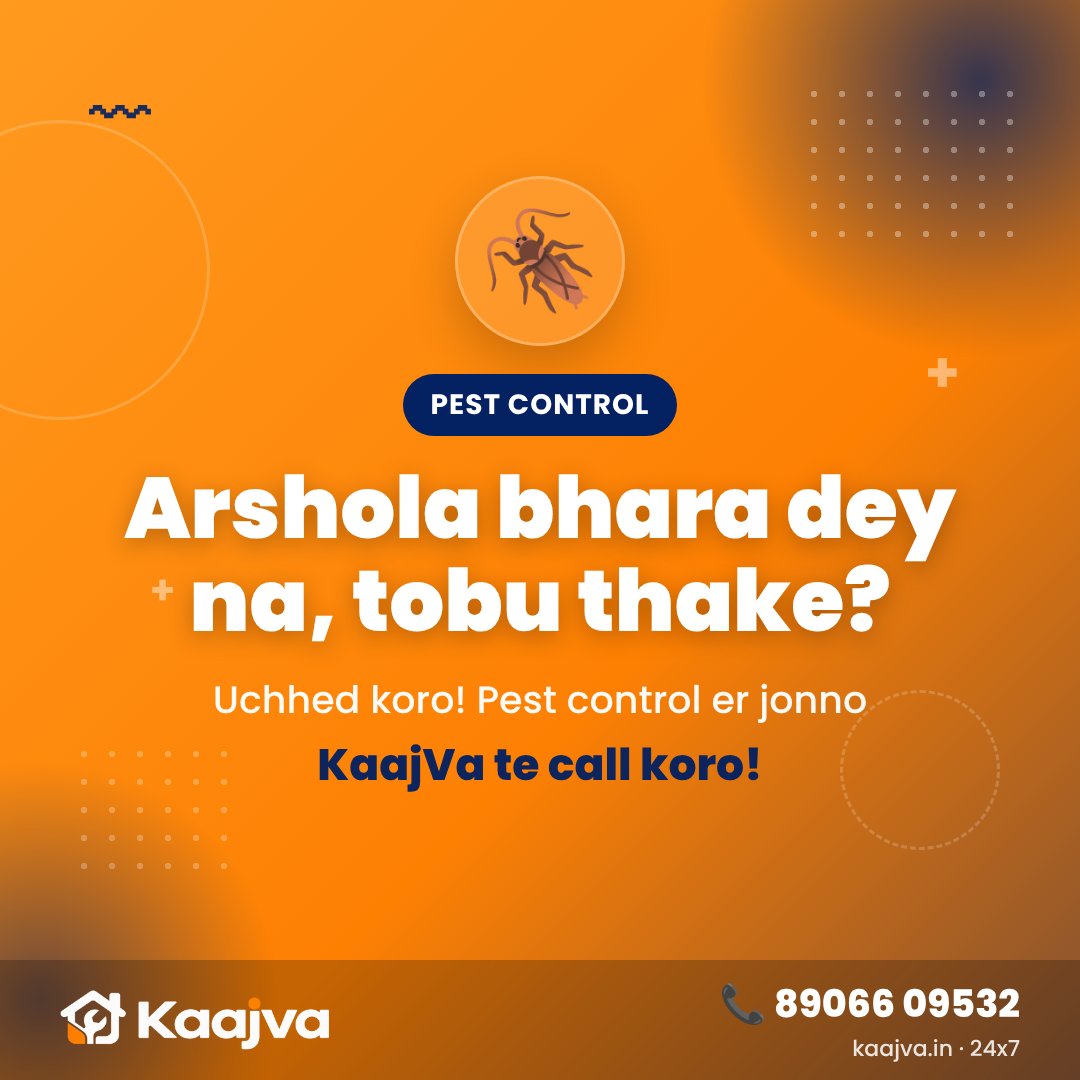 PEST CONTROL
Arshola bhara dey
na, tobu thake?
Uchhed koro! Pest control er jonno
KaajVa te call koro!
Kaajva
89066 09532
kaajva.in · 24x7